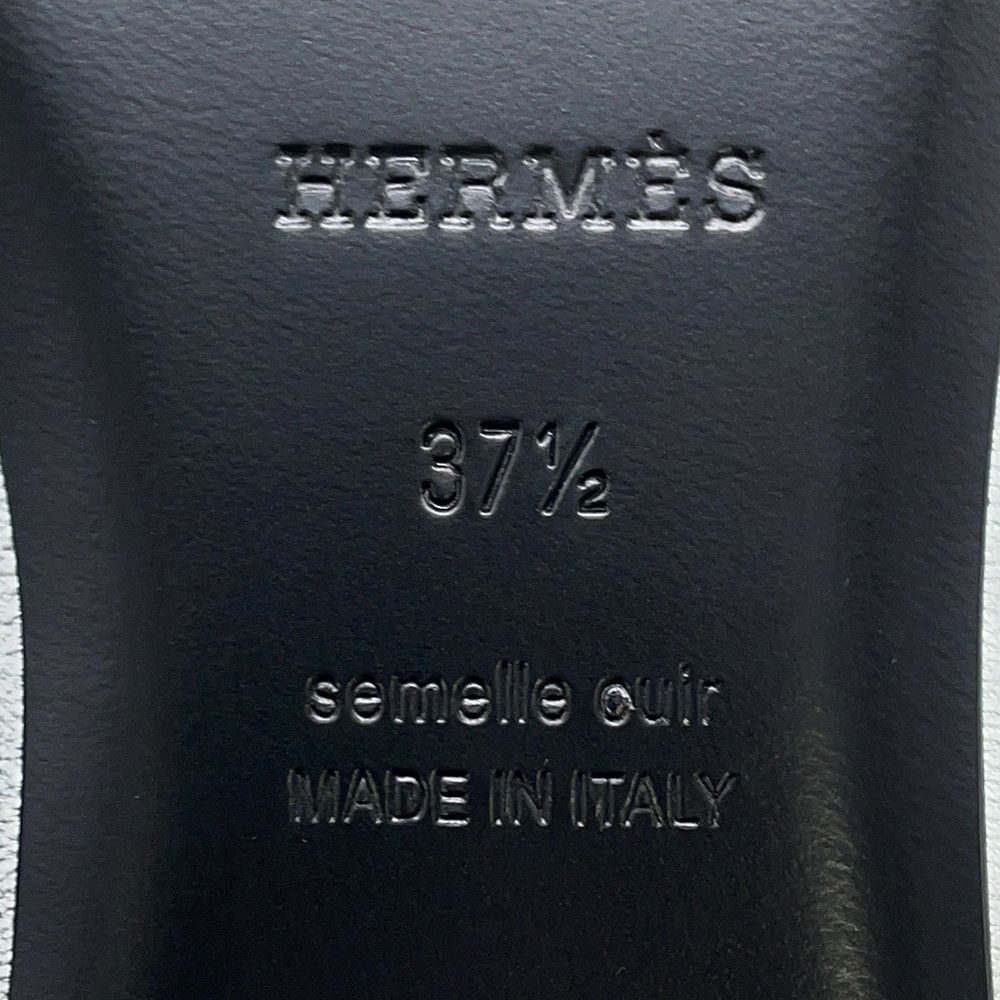 HERMÈS
37½
semelle cuir
MADE IN ITALY